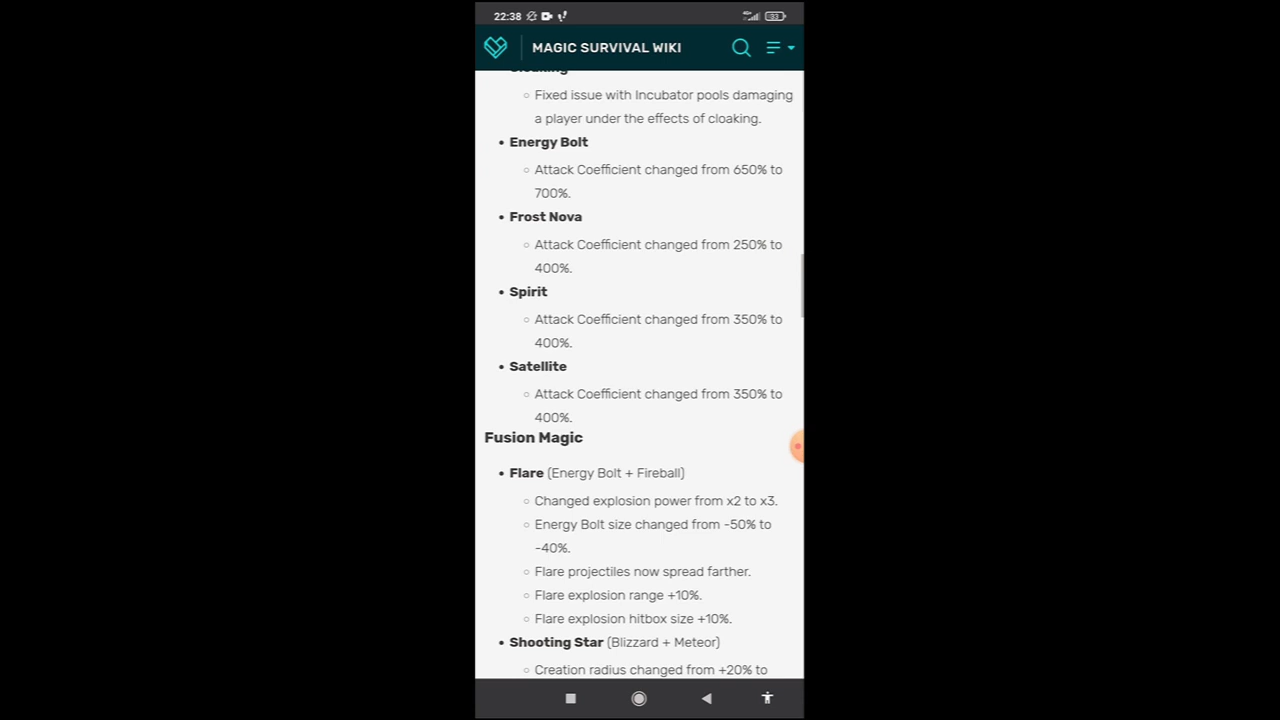 22:38
33
MAGIC SURVIVAL WIKI
Cloaking
Fixed issue with Incubator pools damaging
a player under the effects of cloaking.
Energy Bolt
Attack Coefficient changed from 650% to
700%.
Frost Nova
Attack Coefficient changed from 250% to
400%.
Spirit
Attack Coefficient changed from 350% to
400%.
Satellite
Attack Coefficient changed from 350% to
400%.
Fusion Magic
Flare (Energy Bolt + Fireball)
Changed explosion power from x2 to x3.
Energy Bolt size changed from -50% to
-40%.
Flare projectiles now spread farther.
Flare explosion range +10%.
Flare explosion hitbox size +10%.
Shooting Star (Blizzard + Meteor)
Creation radius changed from +20% to